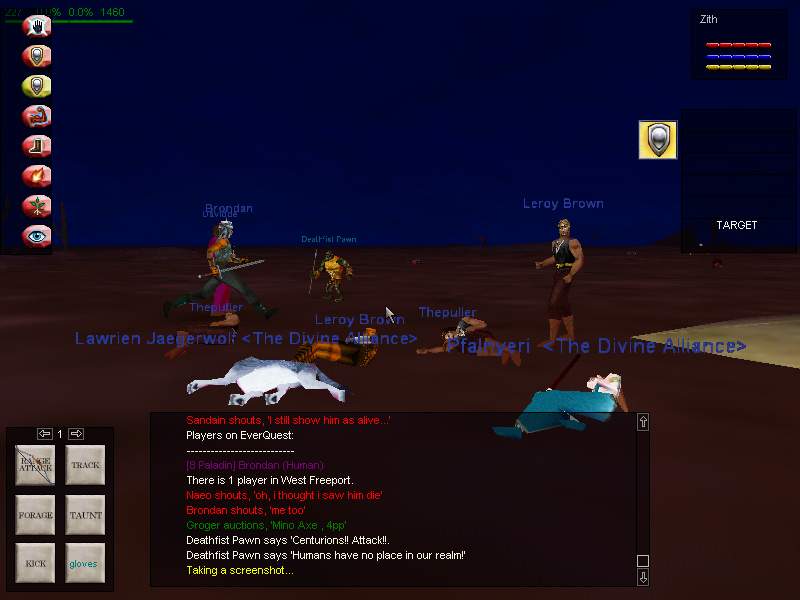 0.0% 1460
Zith
TARGET
Brondan
Leroy Brown
Deathfist Pawn
Thepuller
Leroy Brown
Thepuller
Lawrien Jaegerwolf <The Divine Alliance>
Pfalnyeri <The Divine Alliance>
Sandain shouts, 'I still show him as alive...'
Players on EverQuest:
---------------------------
[8 Paladin] Brondan (Human)
There is 1 player in West Freeport.
Naeo shouts, 'oh, i thought i saw him die'
Brondan shouts, 'me too'
Groger auctions, 'Mino Axe , 4pp'
Deathfist Pawn says 'Centurions!! Attack!!.
Deathfist Pawn says 'Humans have no place in our realm!'
Taking a screenshot...
1
RANGE ATTACK
TRACK
FORAGE
TAUNT
KICK
gloves